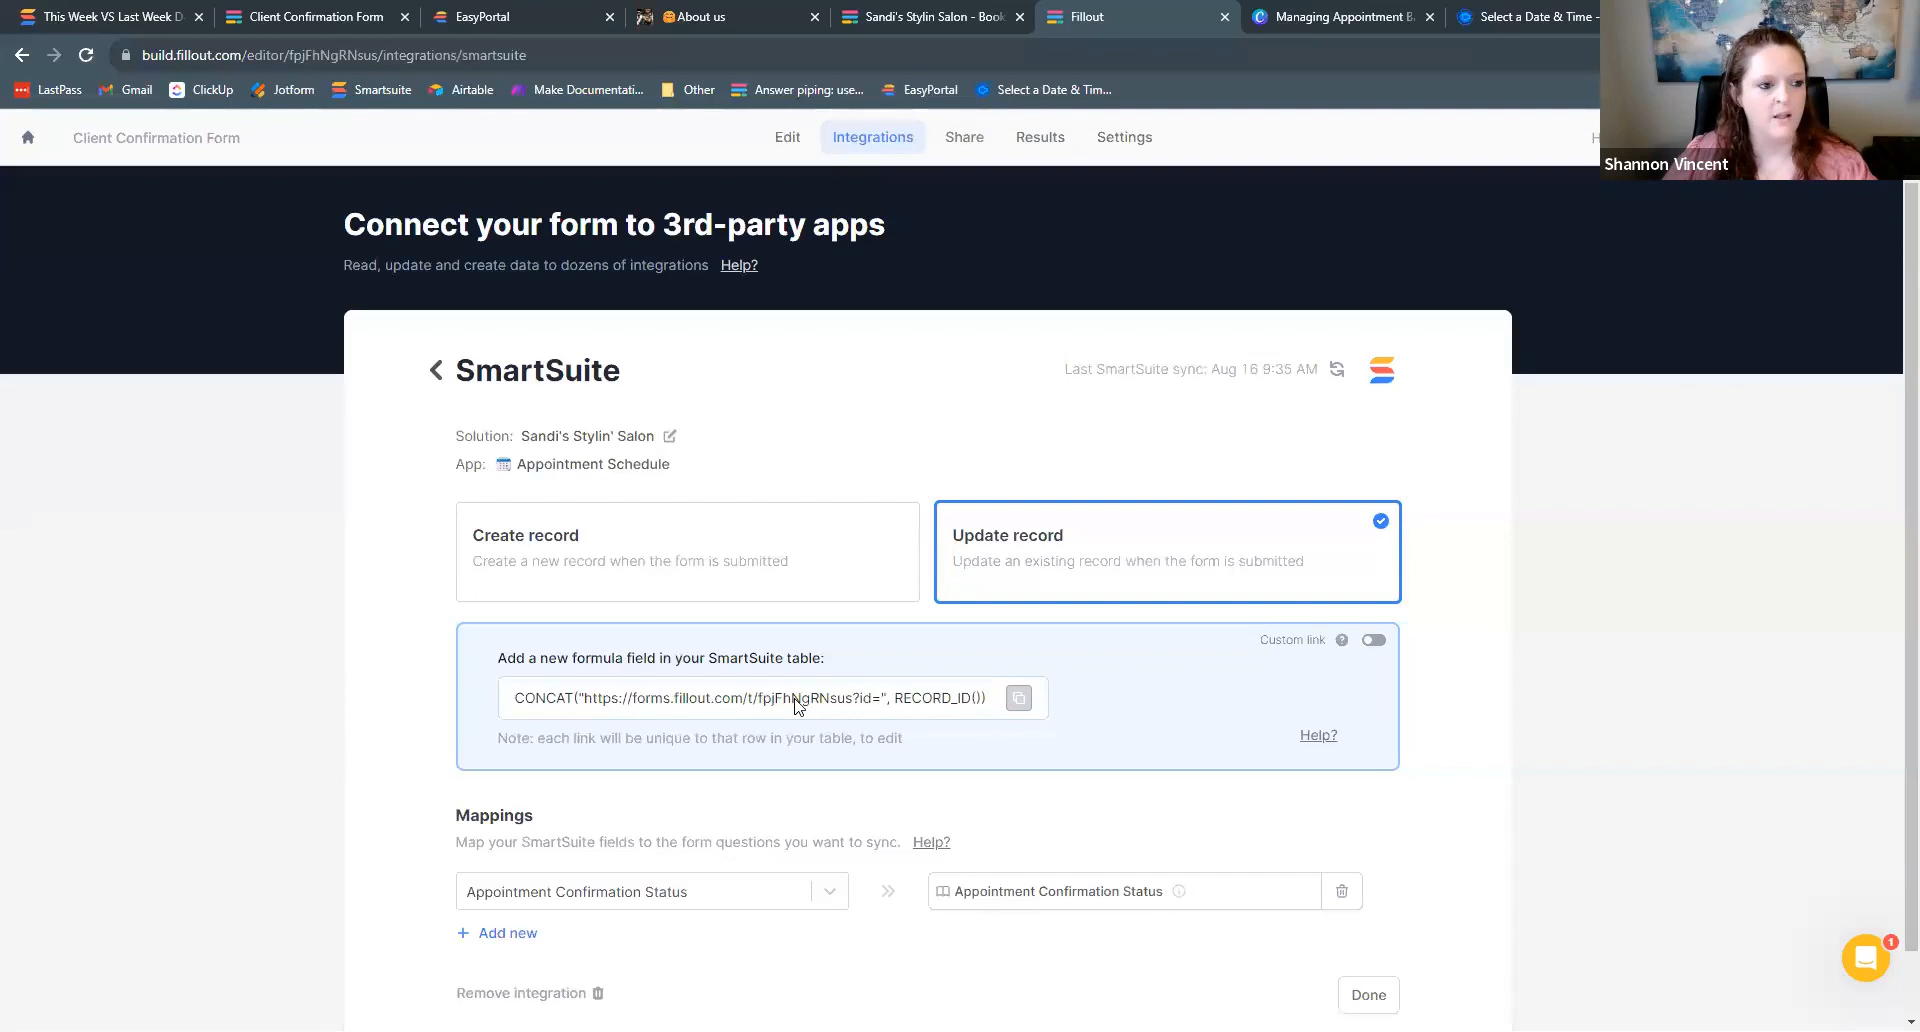 This Week VS Last Week D
Client Confirmation Form
EasyPortal
About us
Sandi's Stylin Salon - Book
Fillout
Managing Appointment B
Select a Date & Time -
build.fillout.com/editor/fpjFhNgRNsus/integrations/smartsuite
LastPass
Gmail
ClickUp
Jotform
Smartsuite
Airtable
Make Documentati...
Other
Answer piping: use...
EasyPortal
Select a Date & Tim...
Client Confirmation Form
Edit
Integrations
Share
Results
Settings
H
Shannon Vincent
Connect your form to 3rd-party apps
Read, update and create data to dozens of integrations Help?
SmartSuite
Last SmartSuite sync: Aug 16 9:35 AM
Solution: Sandi's Stylin' Salon
App: Appointment Schedule
Create record
Create a new record when the form is submitted
Update record
Update an existing record when the form is submitted
Custom link
Add a new formula field in your SmartSuite table:
CONCAT("https://forms.fillout.com/t/fpjFhNgRNsus?id=", RECORD_ID())
Note: each link will be unique to that row in your table, to edit
Help?
Mappings
Map your SmartSuite fields to the form questions you want to sync. Help?
Appointment Confirmation Status
Appointment Confirmation Status
+ Add new
1
Remove integration
Done